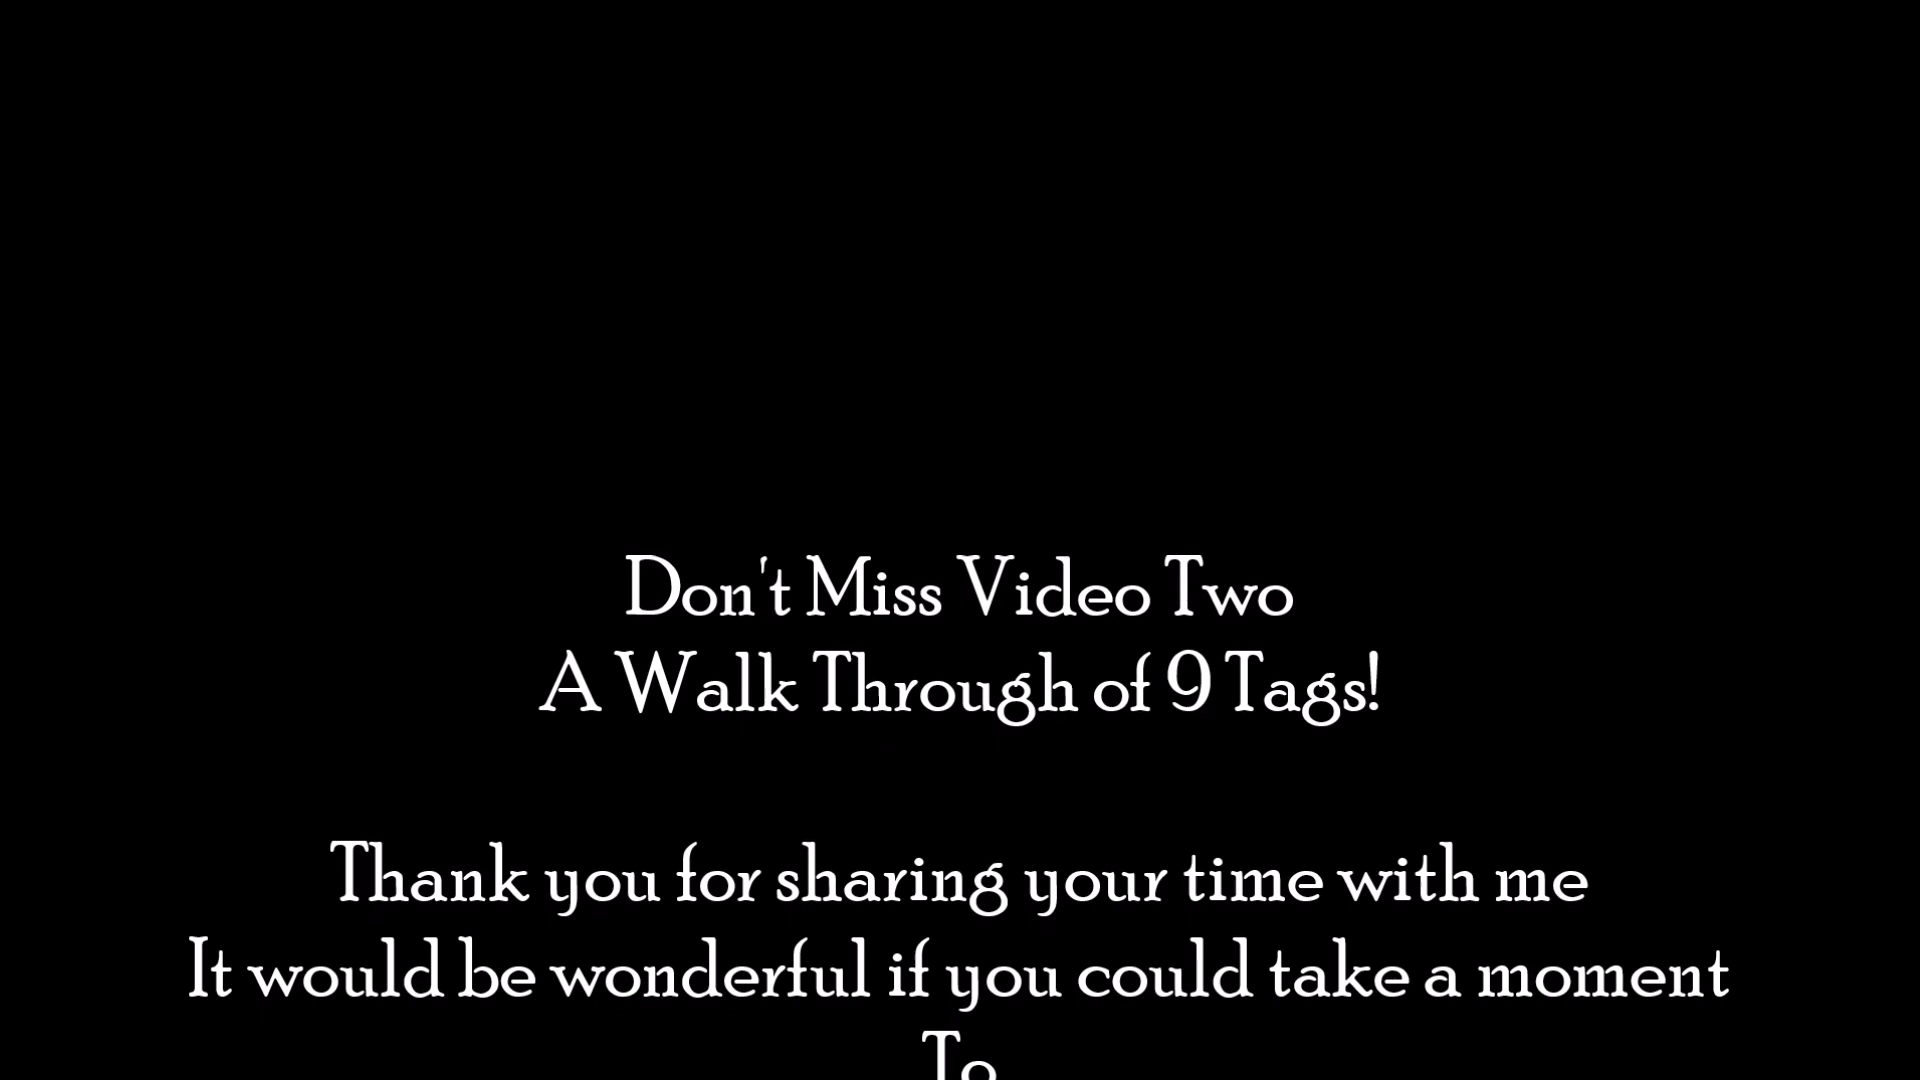 Don't Miss Video Two
A Walk Through of 9 Tags!
Thank you for sharing your time with me
It would be wonderful if you could take a moment
To